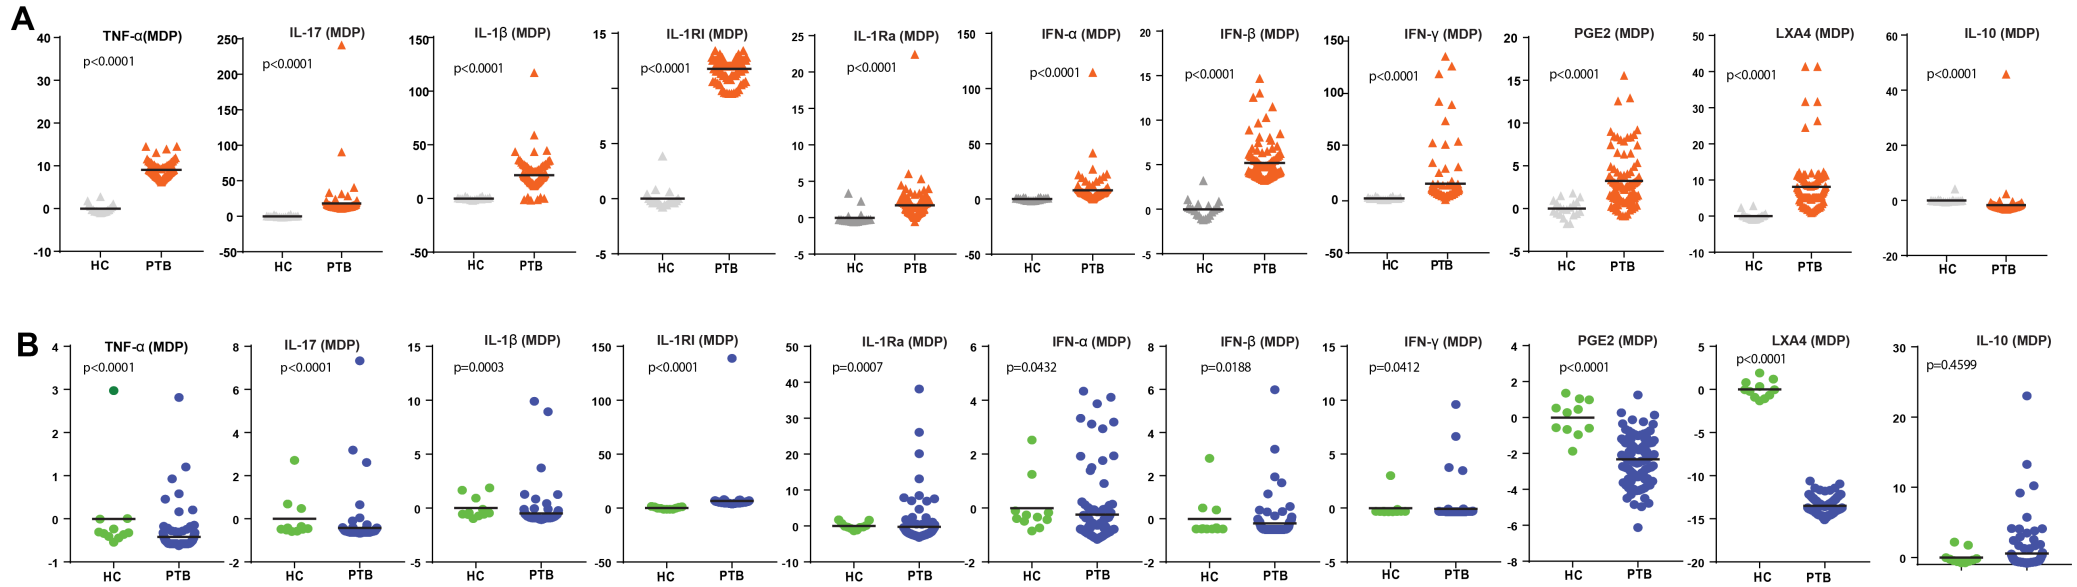 A
TNF-α(MDP)
p<0.0001
40
30
20
10
0
-10
HC PTB
IL-17 (MDP)
p<0.0001
250
200
150
100
50
0
-50
HC PTB
IL-1β (MDP)
p<0.0001
150
100
50
0
-50
HC PTB
IL-1RI (MDP)
p<0.0001
15
5
-5
HC PTB
IL-1Ra (MDP)
p<0.0001
25
20
15
10
5
0
-5
HC PTB
IFN-α (MDP)
p<0.0001
150
100
50
0
-50
HC PTB
IFN-β (MDP)
p<0.0001
20
15
10
5
0
-5
HC PTB
IFN-γ (MDP)
p<0.0001
150
100
50
0
-50
HC PTB
PGE2 (MDP)
p<0.0001
20
15
10
5
0
-5
HC PTB
LXA4 (MDP)
p<0.0001
50
40
30
20
10
0
-10
HC PTB
IL-10 (MDP)
p<0.0001
60
40
20
0
-20
HC PTB
B
TNF-α (MDP)
p<0.0001
4
3
2
1
0
-1
HC PTB
IL-17 (MDP)
p<0.0001
8
6
4
2
0
-2
HC PTB
IL-1β (MDP)
p=0.0003
15
10
5
0
-5
HC PTB
IL-1RI (MDP)
p<0.0001
150
100
50
0
-50
HC PTB
IL-1Ra (MDP)
p=0.0007
50
40
30
20
10
0
-10
HC PTB
IFN-α (MDP)
p=0.0432
6
4
2
0
-2
HC PTB
IFN-β (MDP)
p=0.0188
8
6
4
2
0
-2
HC PTB
IFN-γ (MDP)
p=0.0412
15
10
5
0
-5
HC PTB
PGE2 (MDP)
p<0.0001
4
2
0
-2
-4
-6
-8
HC PTB
LXA4 (MDP)
p<0.0001
5
0
-5
-10
-15
-20
HC PTB
IL-10 (MDP)
p=0.4599
30
20
10
0
HC PTB